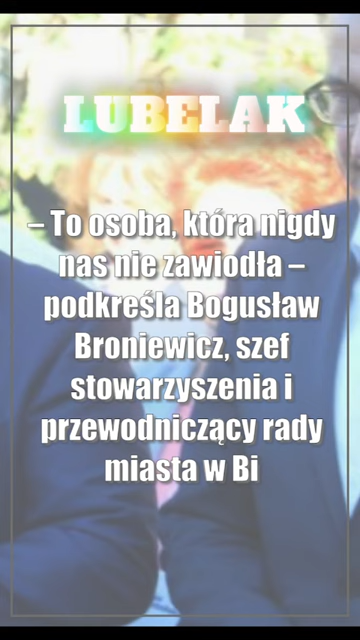 LUBELAK
– To osoba, która nigdy
nas nie zawiodła –
podkreśla Bogusław
Broniewicz, szef
stowarzyszenia i
przewodniczący rady
miasta w Bi